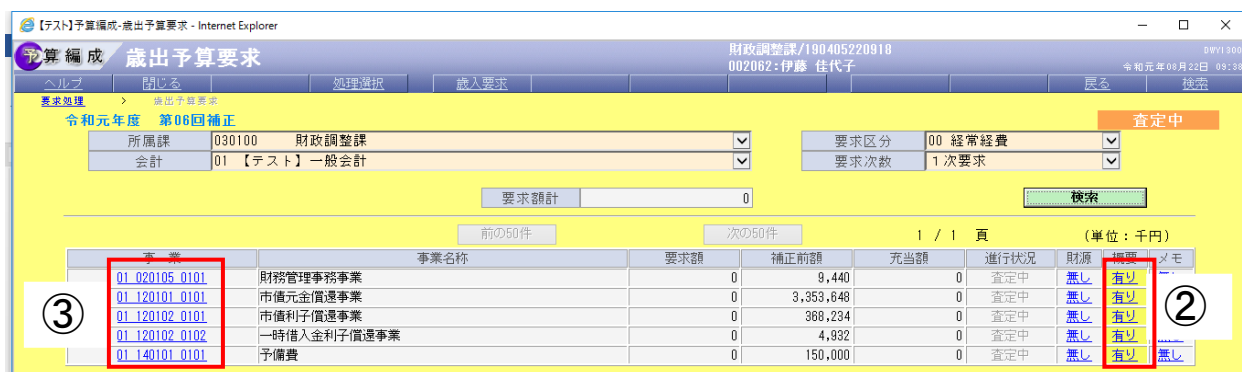 【テスト】予算編成-歳出予算要求 - Internet Explorer
予算編成 歳出予算要求 財政調整課/190405220918 DWYI300
002062:伊藤 佳代子 令和元年08月22日 09:38
ヘルプ 閉じる 処理選択 歳入要求 戻る 検索
要求処理 > 歳出予算要求
令和元年度 第06回補正 査定中
所属課 030100 財政調整課 要求区分 00 経常経費
会計 01 【テスト】一般会計 要求次数 1次要求
要求額計 0 検索
前の50件 次の50件 1 / 1 頁 (単位:千円)
事 業 事業名称 要求額 補正前額 充当額 進行状況 財源 概要 メモ
01 020105 0101 財務管理事務事業 0 9,440 0 査定中 無し 有り
01 120101 0101 市債元金償還事業 0 3,353,648 0 査定中 無し 有り
01 120102 0101 市債利子償還事業 0 368,234 0 査定中 無し 有り
01 120102 0102 一時借入金利子償還事業 0 4,932 0 査定中 無し 有り
01 140101 0101 予備費 0 150,000 0 査定中 無し 有り 無し
③
②